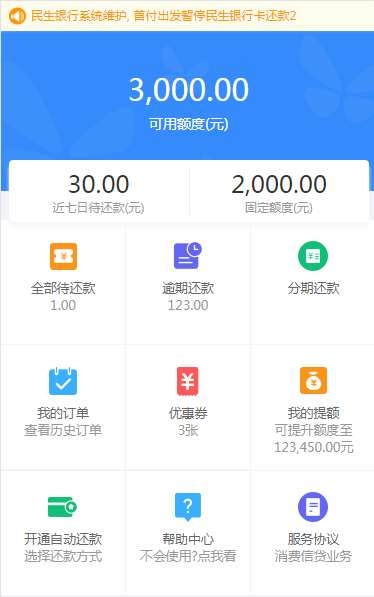 民生银行系统维护, 首付出发暂停民生银行卡还款2
3,000.00
可用额度(元)
30.00
近七日待还款(元)
2,000.00
固定额度(元)
全部待还款
1.00
逾期还款
123.00
分期还款
我的订单
查看历史订单
优惠券
3张
我的提额
可提升额度至
123,450.00元
开通自动还款
选择还款方式
帮助中心
不会使用?点我看
服务协议
消费信贷业务